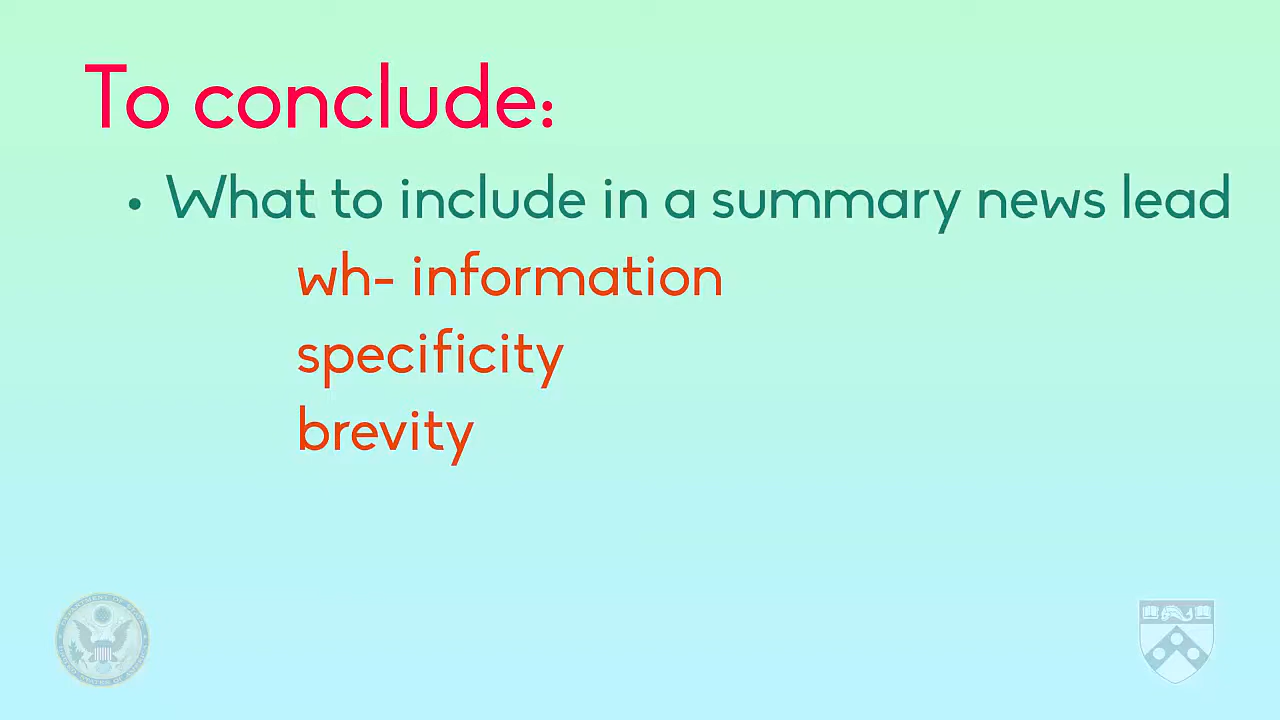 To conclude:
• What to include in a summary news lead
wh- information
specificity
brevity